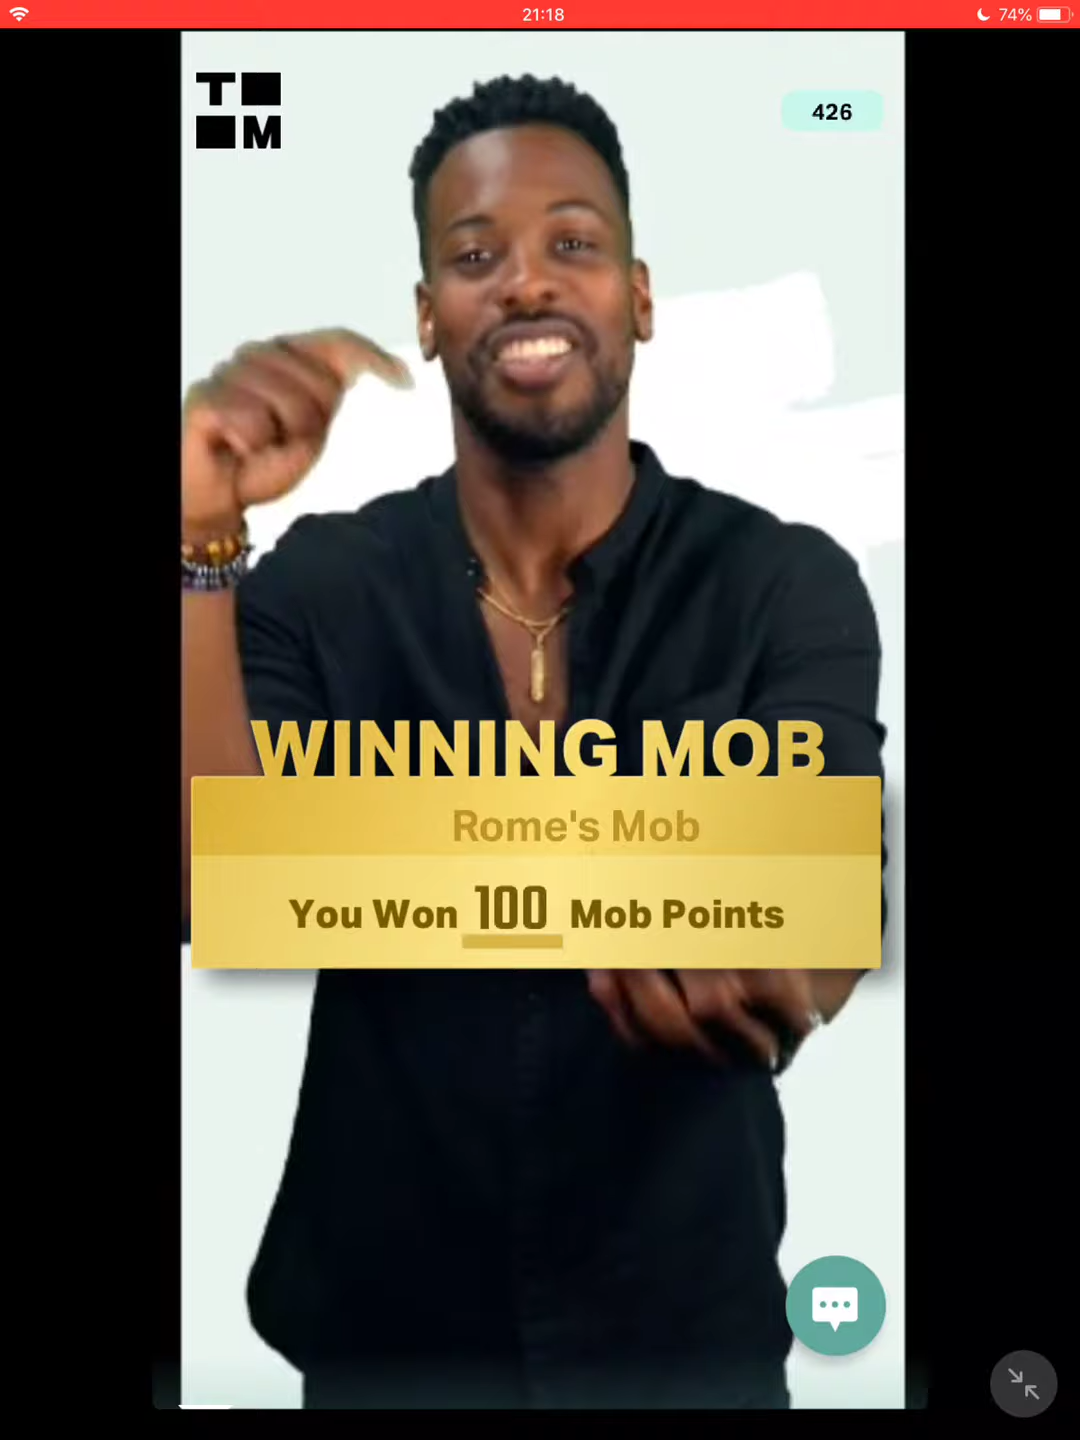 21:18
74%
T
M
426
WINNING MOB
Rome's Mob
You Won 100 Mob Points